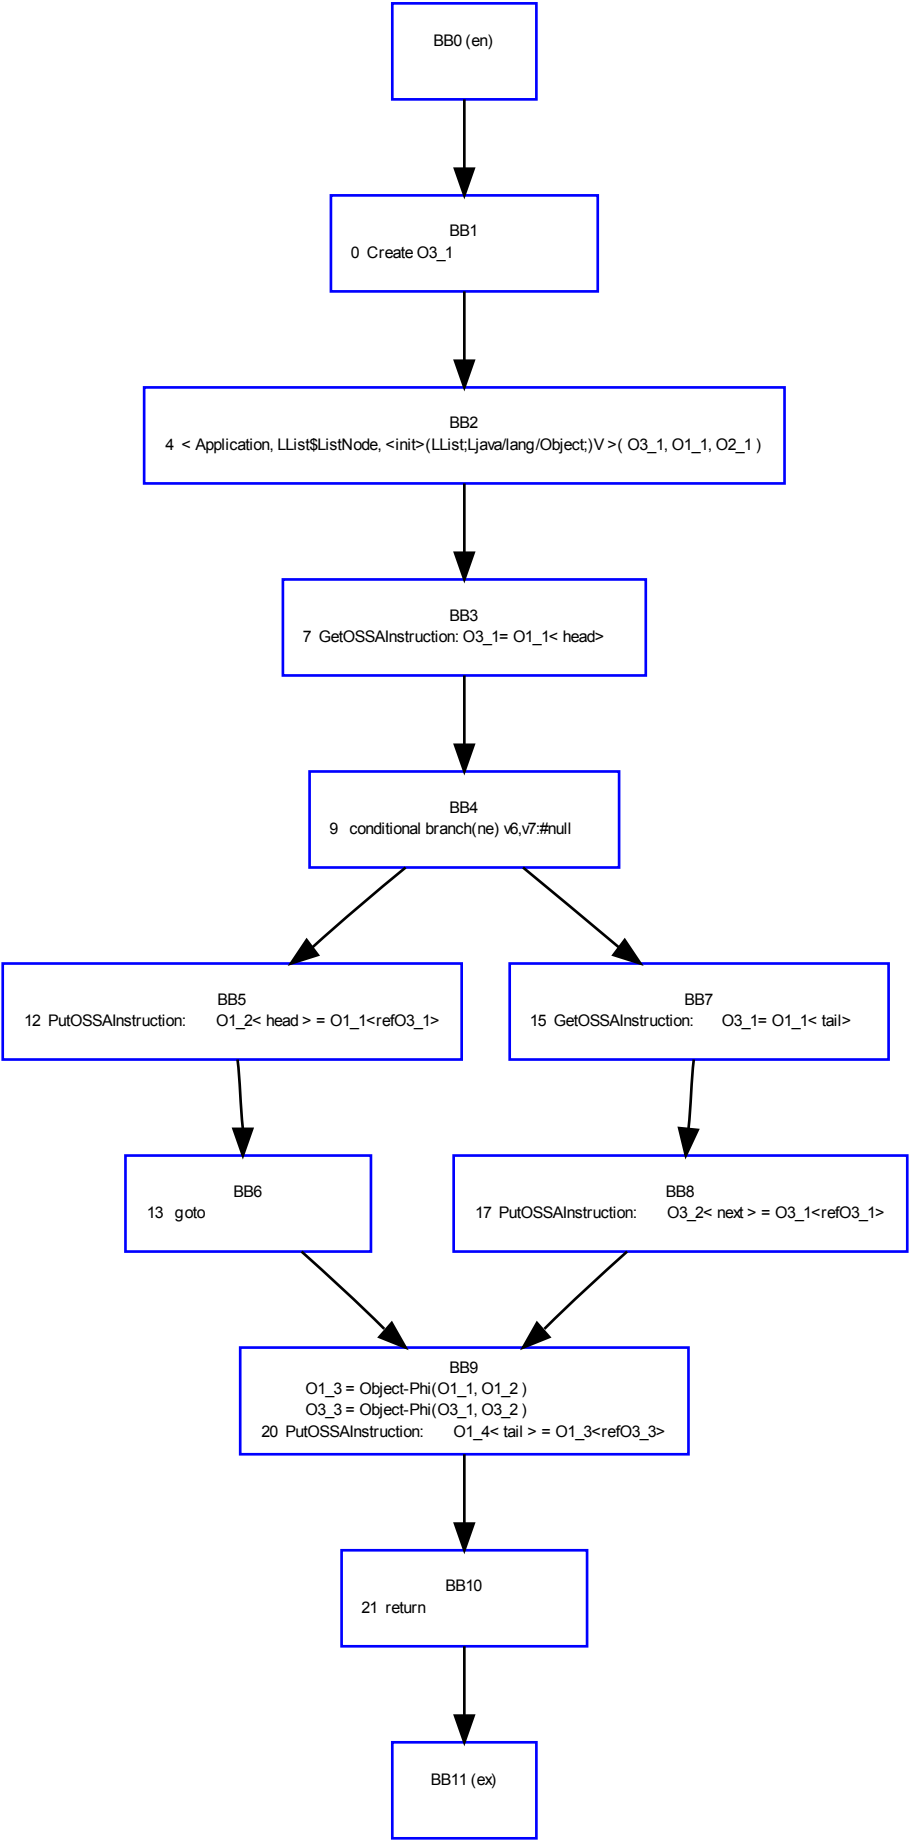 BB0 (en)
BB1
0 Create O3_1
BB2
4 < Application, LList$ListNode, <init>(LList;Ljava/lang/Object;)V >( O3_1, O1_1, O2_1 )
BB3
7 GetOSSAInstruction: O3_1= O1_1< head>
BB4
9 conditional branch(ne) v6,v7:#null
BB5
12 PutOSSAInstruction: O1_2< head > = O1_1<refO3_1>
BB7
15 GetOSSAInstruction: O3_1= O1_1< tail>
BB6
13 goto
BB8
17 PutOSSAInstruction: O3_2< next > = O3_1<refO3_1>
BB9
O1_3 = Object-Phi(O1_1, O1_2 )
O3_3 = Object-Phi(O3_1, O3_2 )
20 PutOSSAInstruction: O1_4< tail > = O1_3<refO3_3>
BB10
21 return
BB11 (ex)